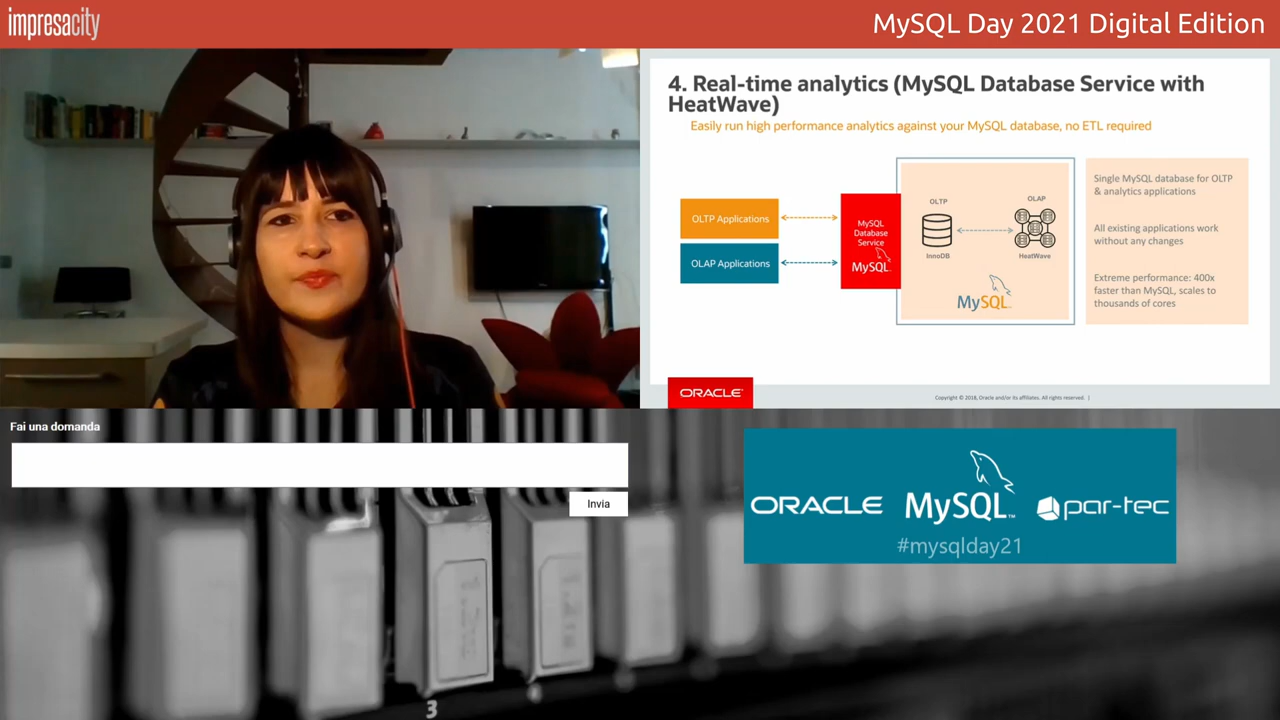 impresacity
MySQL Day 2021 Digital Edition
4. Real-time analytics (MySQL Database Service with
HeatWave)
Easily run high performance analytics against your MySQL database, no ETL required
OLTP Applications
OLAP Applications
MySQL
Database
Service
MySQL
OLTP
InnoDB
OLAP
HeatWave
MySQL™
Single MySQL database for OLTP
& analytics applications
All existing applications work
without any changes
Extreme performance: 400x
faster than MySQL, scales to
thousands of cores
ORACLE®
Copyright © 2018, Oracle and/or its affiliates. All rights reserved. |
Fai una domanda
Invia
ORACLE MySQL™ par-tec
#mysqlday21
3
4